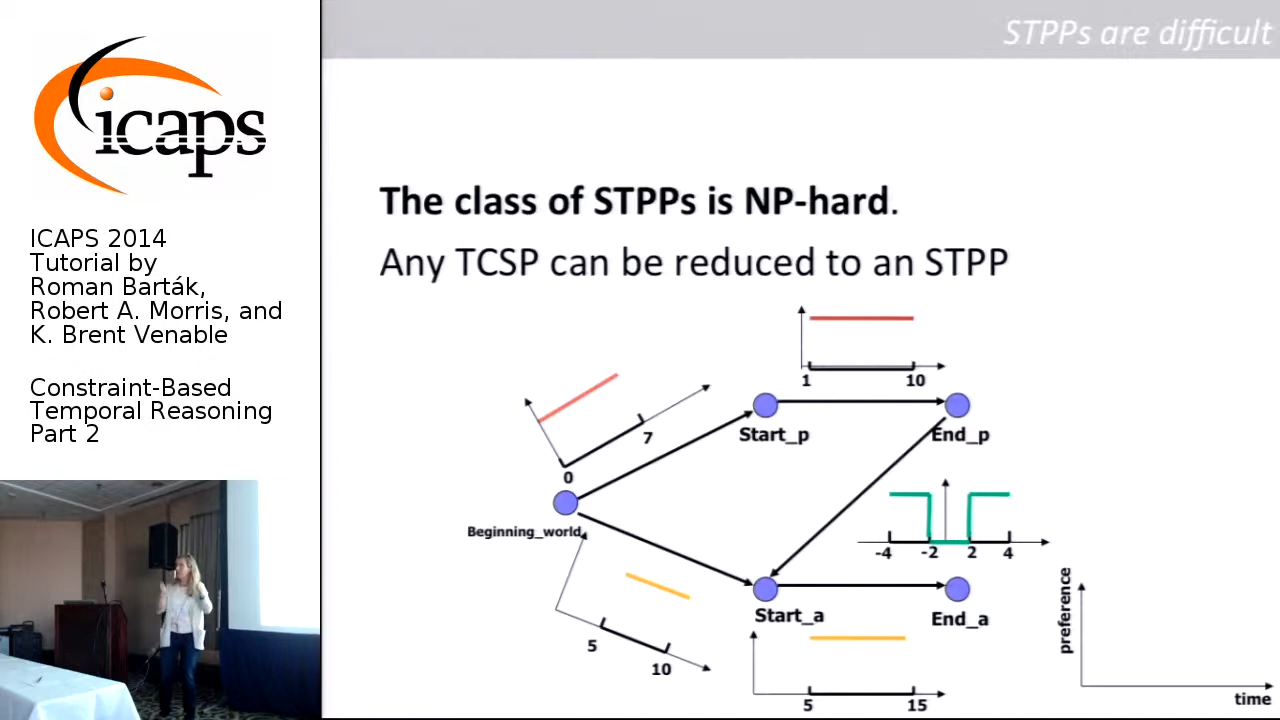 icaps
ICAPS 2014
Tutorial by
Roman Barták,
Robert A. Morris, and
K. Brent Venable
Constraint-Based
Temporal Reasoning
Part 2
STPPs are difficult
The class of STPPs is NP-hard.
Any TCSP can be reduced to an STPP
1 10
7
0
Start_p
End_p
Beginning_world
-4 -2 2 4
Start_a
End_a
5
10
5 15
preference
time